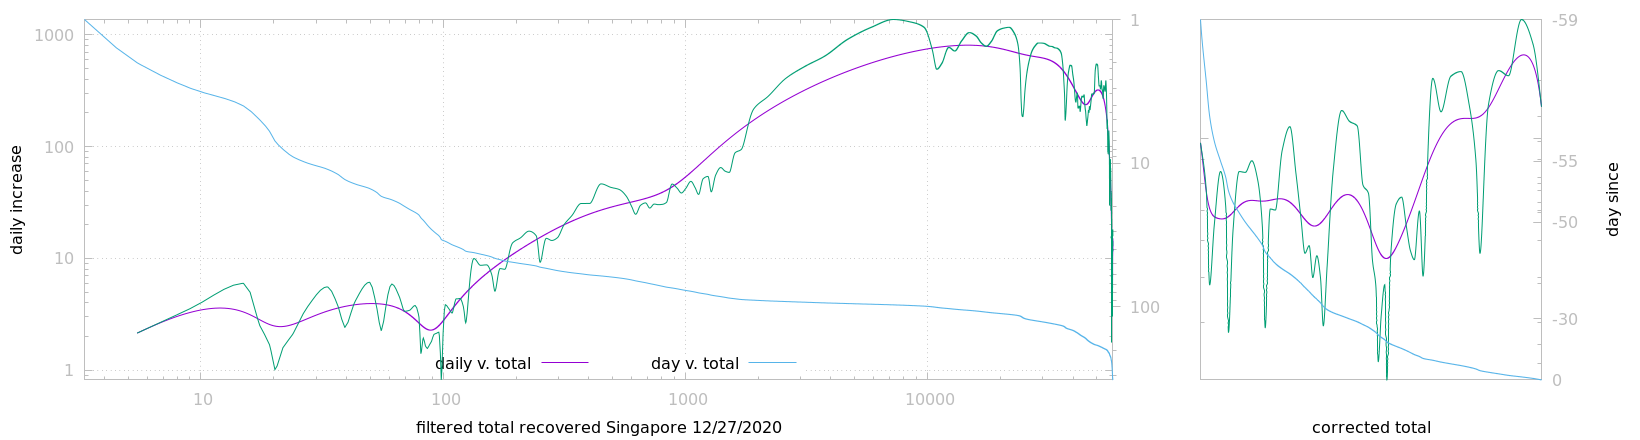 1000
100
10
1
daily increase
1
10
100
daily v. total
day v. total
10
100
1000
10000
filtered total recovered Singapore 12/27/2020
-59
-55
-50
-30
0
day since
corrected total